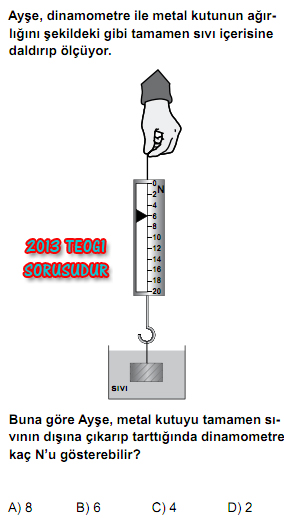 Ayşe, dinamometre ile metal kutunun ağır-
lığını şekildeki gibi tamamen sıvı içerisine
daldırıp ölçüyor.
0
N
2
4
6
8
10
12
14
16
18
20
2013 TEOG1
SORUSUDUR
SIVI
Buna göre Ayşe, metal kutuyu tamamen sı-
vının dışına çıkarıp tarttığında dinamometre
kaç N'u gösterebilir?
A) 8 B) 6 C) 4 D) 2